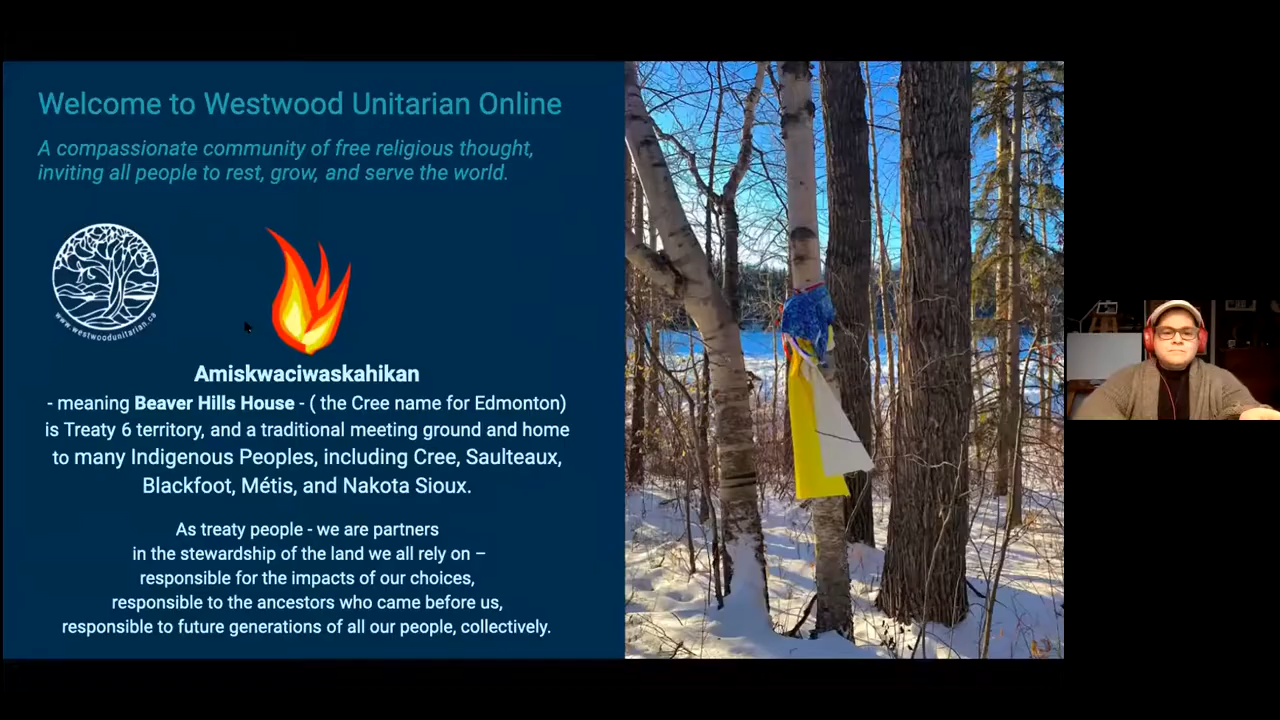 Welcome to Westwood Unitarian Online
A compassionate community of free religious thought,
inviting all people to rest, grow, and serve the world.
www.westwoodunitarian.ca
Amiskwaciwaskahikan
- meaning Beaver Hills House - ( the Cree name for Edmonton)
is Treaty 6 territory, and a traditional meeting ground and home
to many Indigenous Peoples, including Cree, Saulteaux,
Blackfoot, Métis, and Nakota Sioux.
As treaty people - we are partners
in the stewardship of the land we all rely on –
responsible for the impacts of our choices,
responsible to the ancestors who came before us,
responsible to future generations of all our people, collectively.